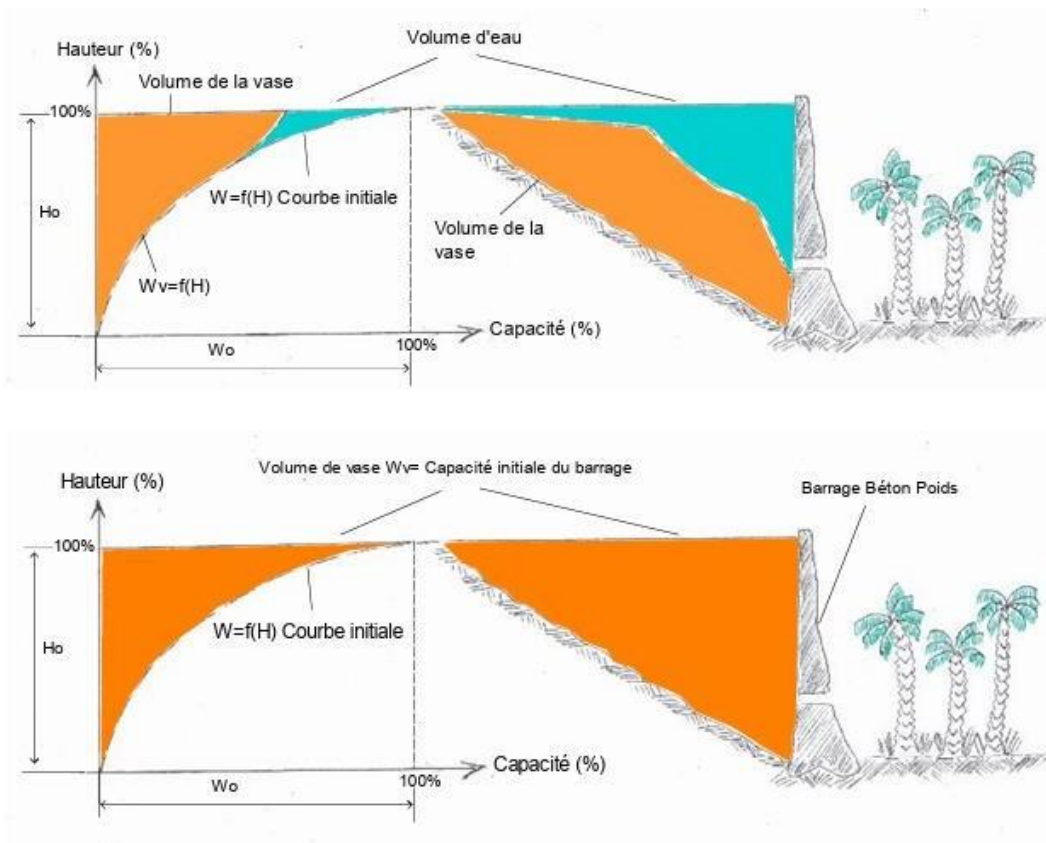 Volume d'eau
Hauteur (%)
Volume de la vase
100%
W=f(H) Courbe initiale
Ho
Volume de la
vase
Wv=f(H)
Capacité (%)
100%
Wo
Volume de vase Wv= Capacité initiale du barrage
Hauteur (%)
Barrage Béton Poids
100%
W=f(H) Courbe initiale
Ho
Capacité (%)
100%
Wo